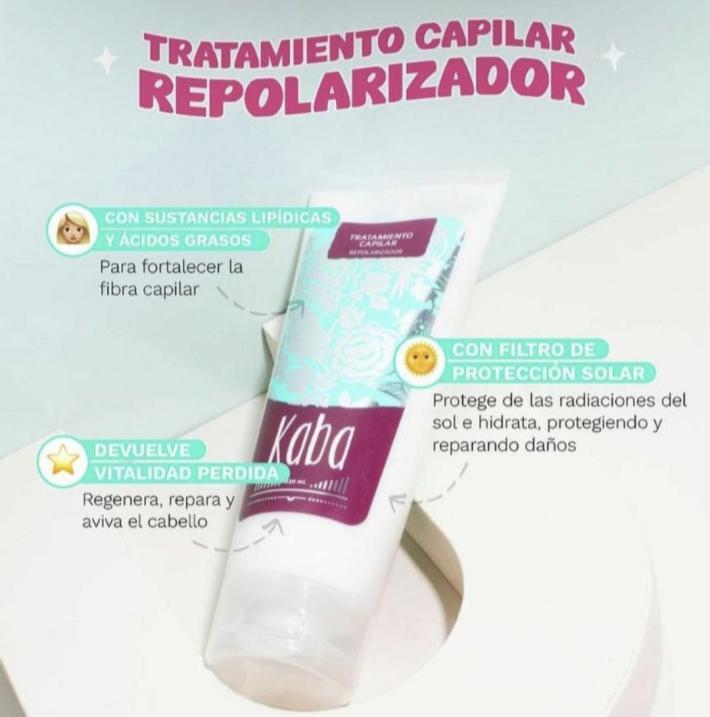 TRATAMIENTO CAPILAR
REPOLARIZADOR
CON SUSTANCIAS LIPÍDICAS
Y ÁCIDOS GRASOS
Para fortalecer la
fibra capilar
TRATAMIENTO
CAPILAR
REPOLARIZADOR
CON FILTRO DE
PROTECCIÓN SOLAR
Protege de las radiaciones del
sol e hidrata, protegiendo y
reparando daños
Kaba
DEVUELVE
VITALIDAD PERDIDA
Regenera, repara y
aviva el cabello